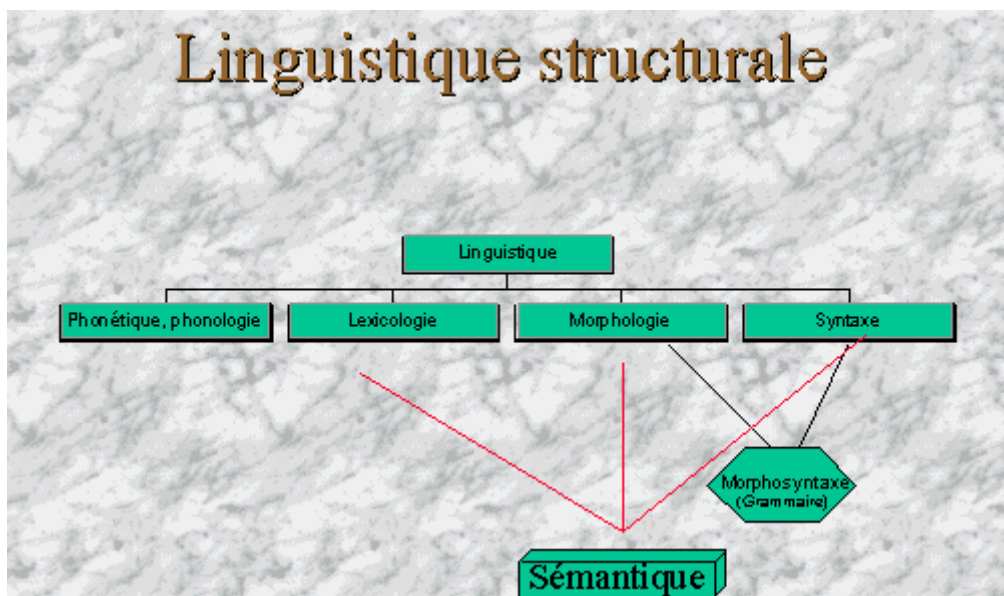 Linguistique structurale
Linguistique
Phonétique, phonologie
Lexicologie
Morphologie
Syntaxe
Morphosyntaxe
(Grammaire)
Sémantique